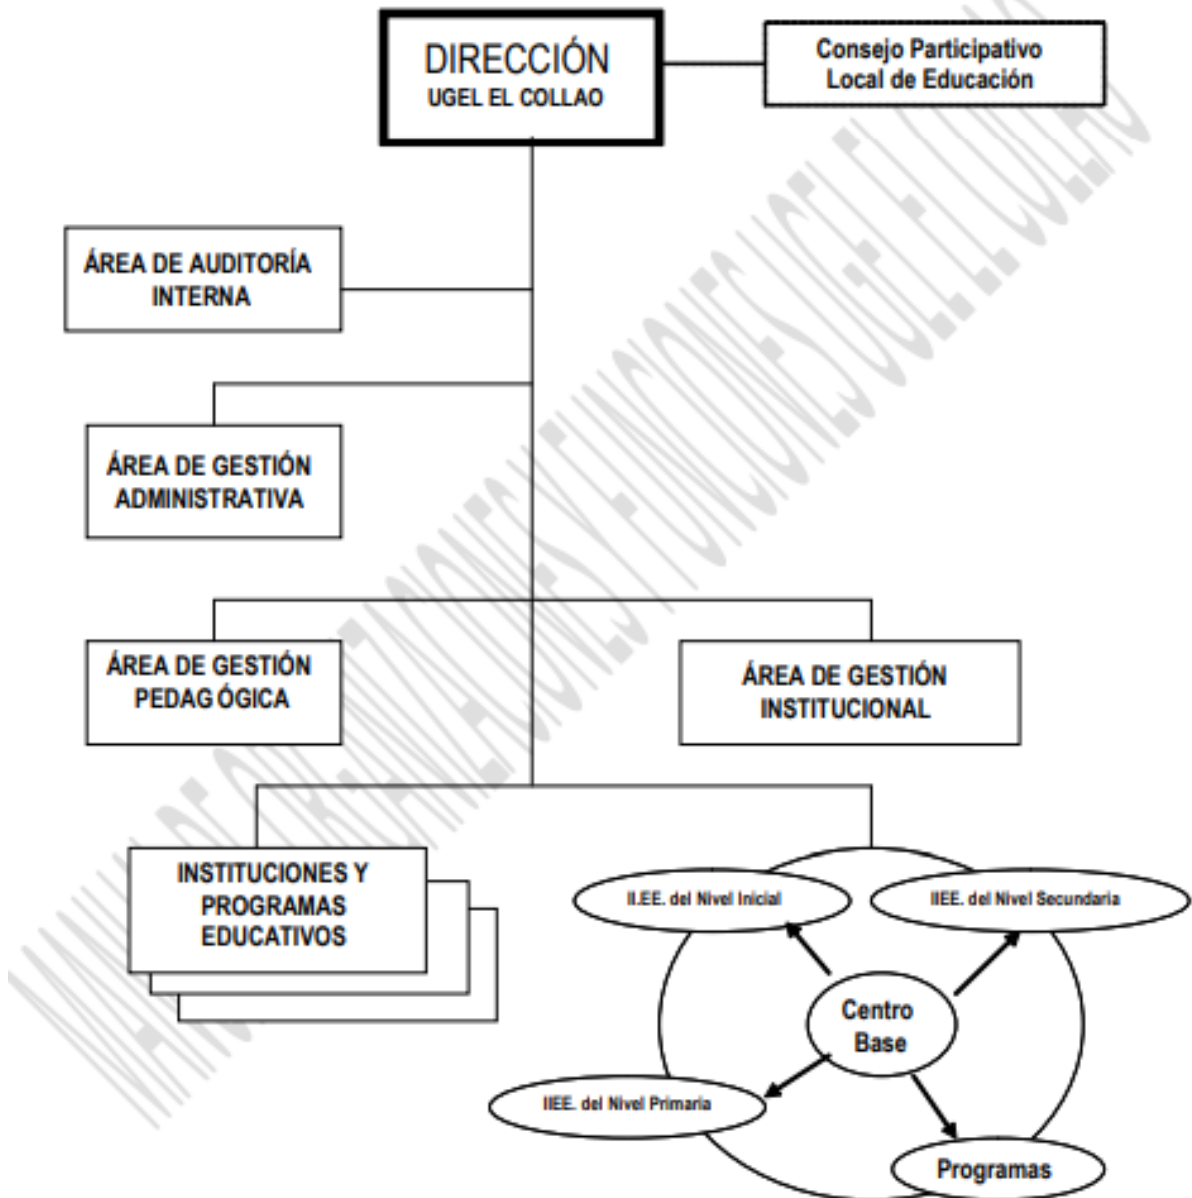 DIRECCIÓN
UGEL EL COLLAO
Consejo Participativo
Local de Educación
ÁREA DE AUDITORÍA
INTERNA
ÁREA DE GESTIÓN
ADMINISTRATIVA
ÁREA DE GESTIÓN
PEDAG ÓGICA
ÁREA DE GESTIÓN
INSTITUCIONAL
INSTITUCIONES Y
PROGRAMAS
EDUCATIVOS
II.EE. del Nivel Inicial
IIEE. del Nivel Secundaria
Centro
Base
IIEE. del Nivel Primaria
Programas